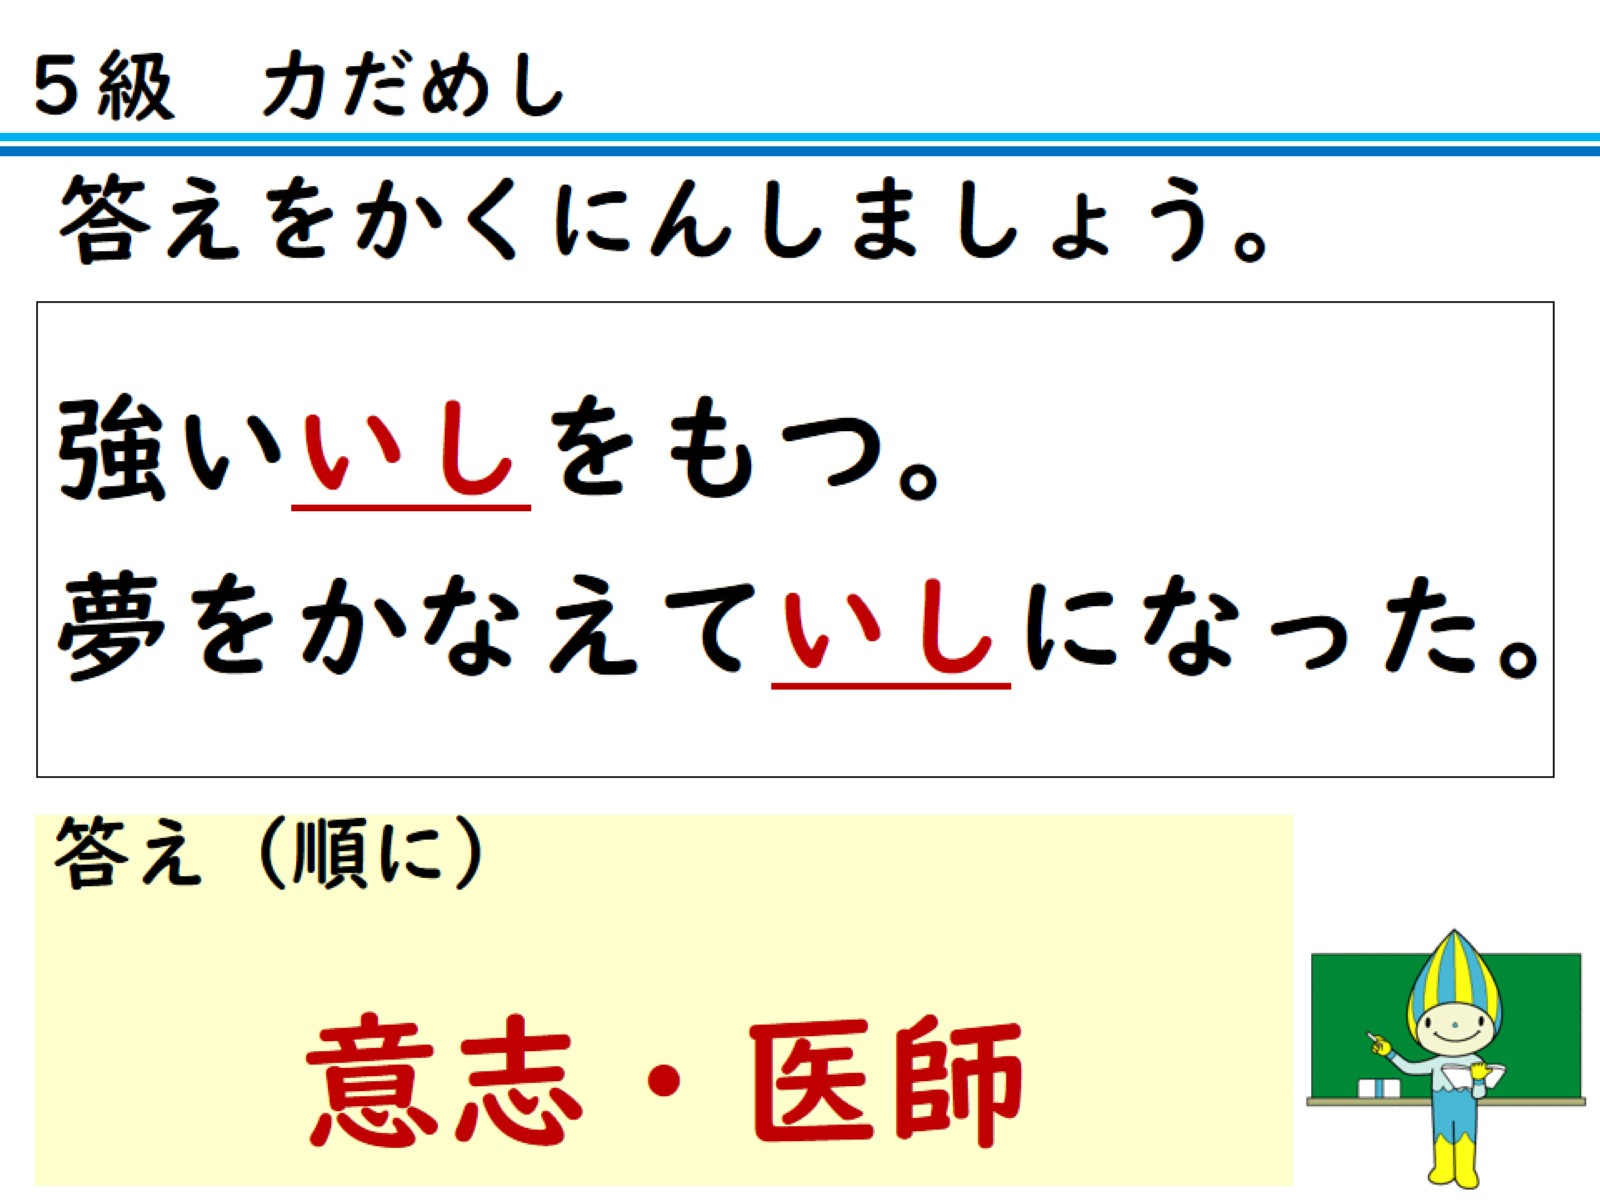 ５級　力だめし
答えをかくにんしましょう。
強いいしをもつ。
夢をかなえていしになった。
答え（順に）
意志・医師